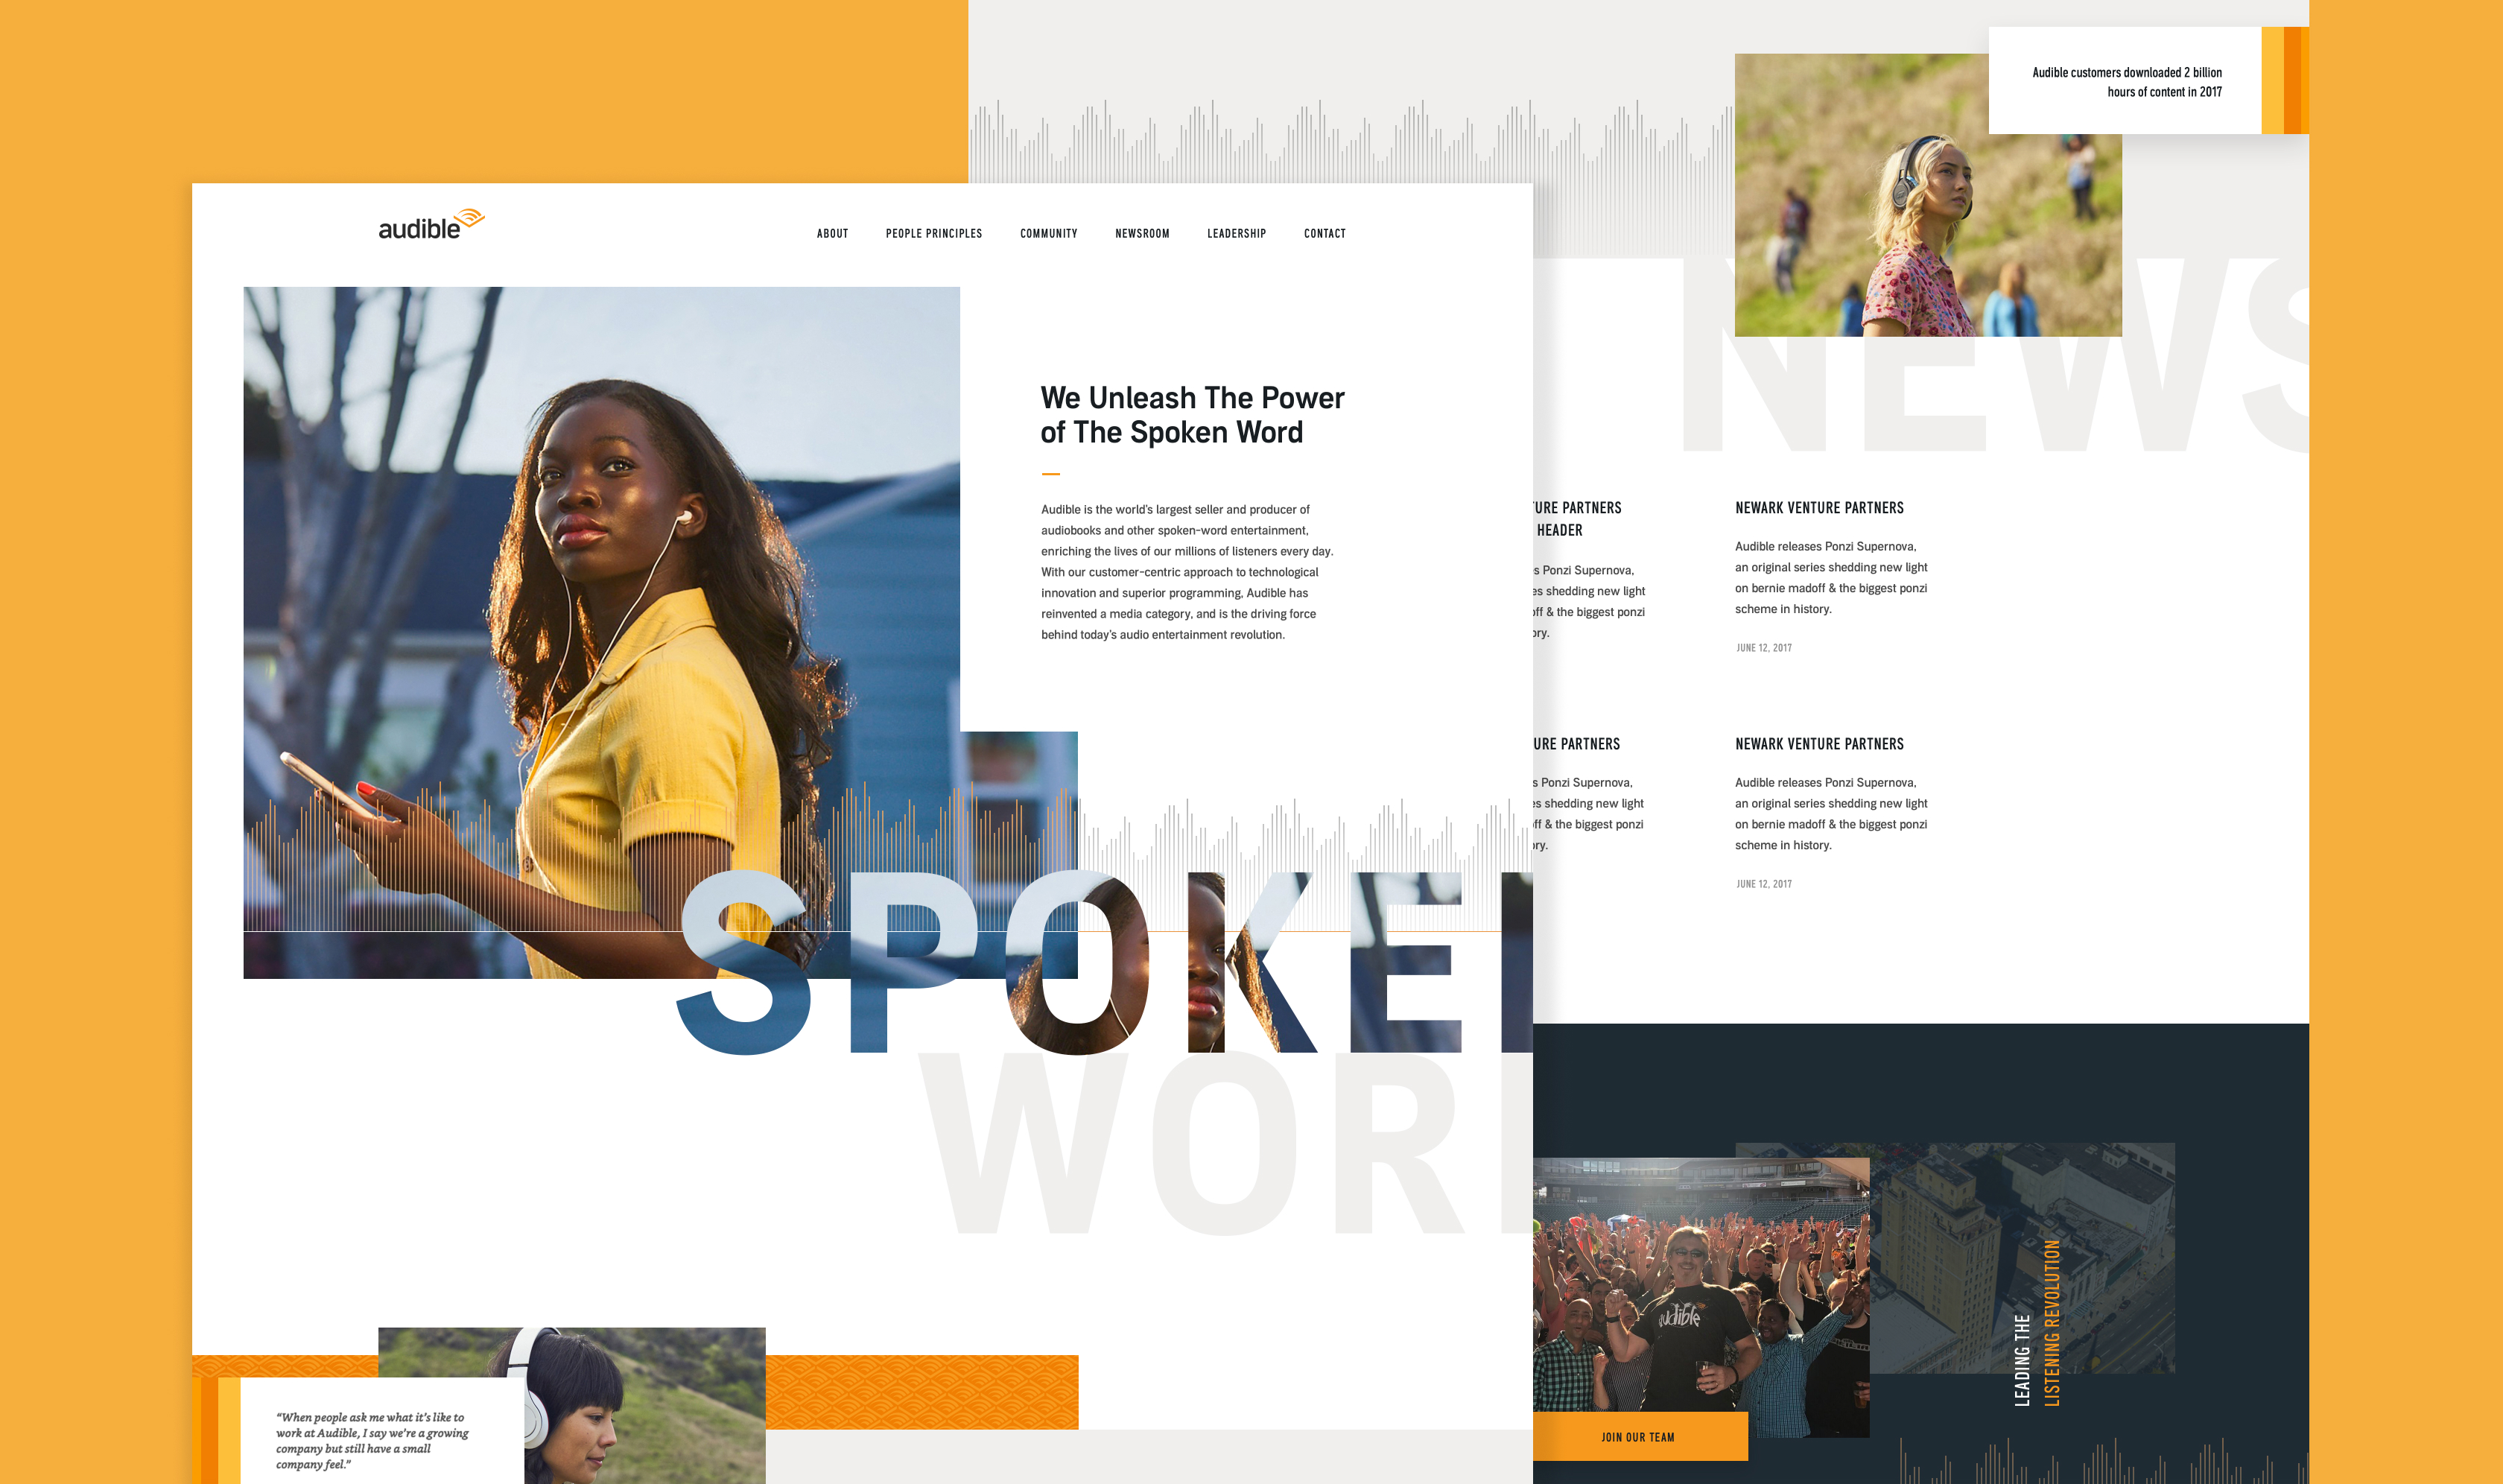 audible
ABOUT PEOPLE PRINCIPLES COMMUNITY NEWSROOM LEADERSHIP CONTACT
We Unleash The Power
of The Spoken Word
Audible is the world's largest seller and producer of
audiobooks and other spoken-word entertainment,
enriching the lives of our millions of listeners every day.
With our customer-centric approach to technological
innovation and superior programming, Audible has
reinvented a media category, and is the driving force
behind today's audio entertainment revolution.
SPOKE
WOR
“When people ask me what it's like to
work at Audible, I say we're a growing
company but still have a small
company feel.”
Audible customers downloaded 2 billion
hours of content in 2017
NEWS
URE PARTNERS
HEADER
s Ponzi Supernova,
es shedding new light
off & the biggest ponzi
ory.
NEWARK VENTURE PARTNERS
Audible releases Ponzi Supernova,
an original series shedding new light
on bernie madoff & the biggest ponzi
scheme in history.
JUNE 12, 2017
URE PARTNERS
s Ponzi Supernova,
es shedding new light
ff & the biggest ponzi
ory.
NEWARK VENTURE PARTNERS
Audible releases Ponzi Supernova,
an original series shedding new light
on bernie madoff & the biggest ponzi
scheme in history.
JUNE 12, 2017
audible
LEADING THE
LISTENING REVOLUTION
JOIN OUR TEAM